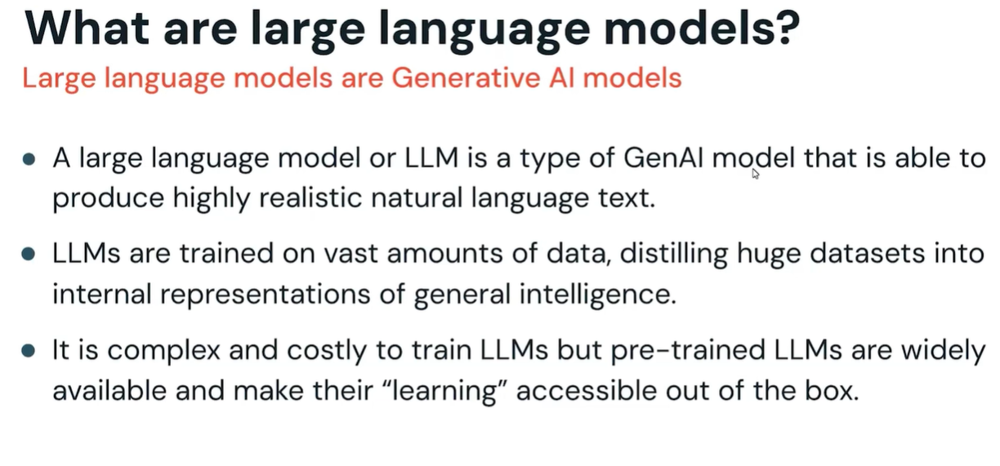 What are large language models?
Large language models are Generative AI models
• A large language model or LLM is a type of GenAI model that is able to
produce highly realistic natural language text.
• LLMs are trained on vast amounts of data, distilling huge datasets into
internal representations of general intelligence.
• It is complex and costly to train LLMs but pre-trained LLMs are widely
available and make their “learning” accessible out of the box.